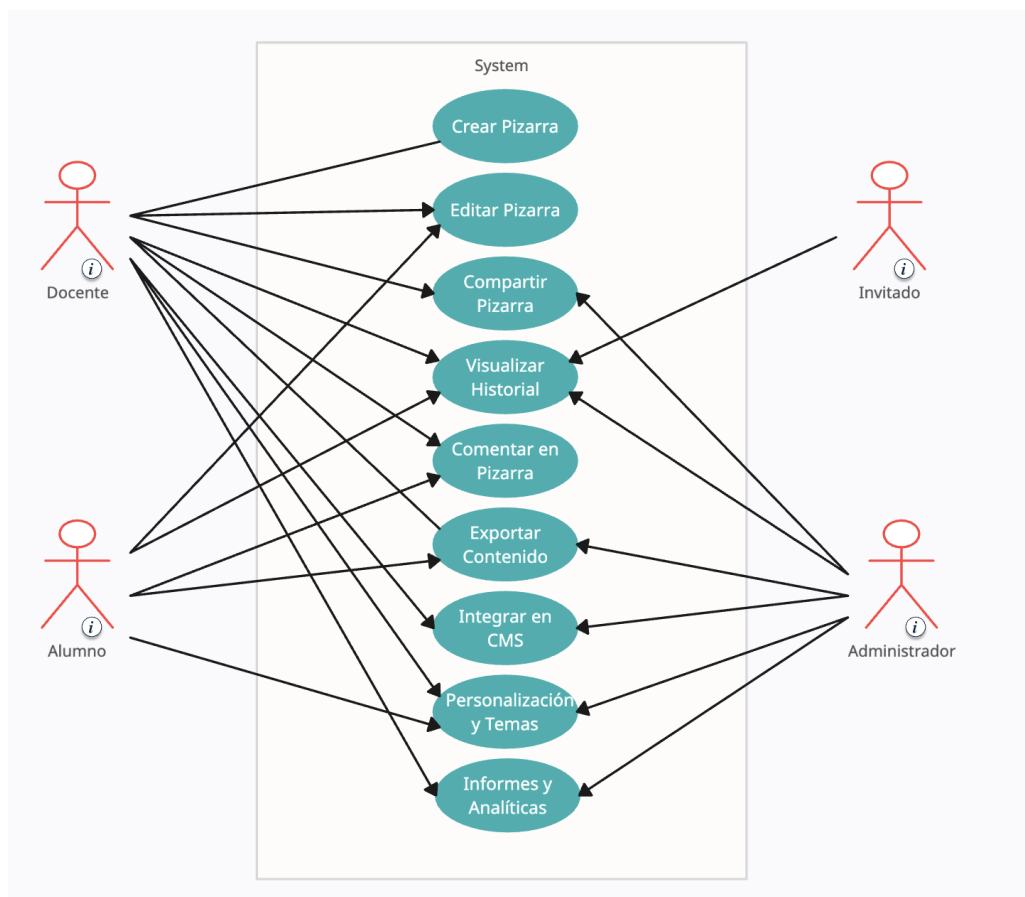 System
Crear Pizarra
Editar Pizarra
Compartir
Pizarra
Visualizar
Historial
Comentar en
Pizarra
Exportar
Contenido
Integrar en
CMS
Personalización
y Temas
Informes y
Analíticas
i
Docente
i
Alumno
i
Invitado
i
Administrador